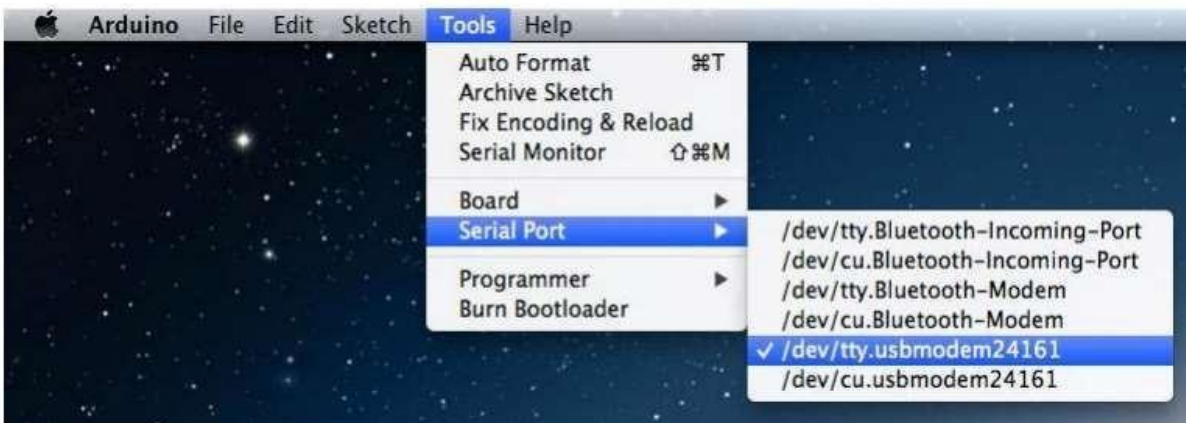 Arduino File Edit Sketch Tools Help
Auto Format ⌘T
Archive Sketch
Fix Encoding & Reload
Serial Monitor ⇧⌘M
Board ▶
Serial Port ▶
Programmer ▶
Burn Bootloader
/dev/tty.Bluetooth-Incoming-Port
/dev/cu.Bluetooth-Incoming-Port
/dev/tty.Bluetooth-Modem
/dev/cu.Bluetooth-Modem
✓ /dev/tty.usbmodem24161
/dev/cu.usbmodem24161